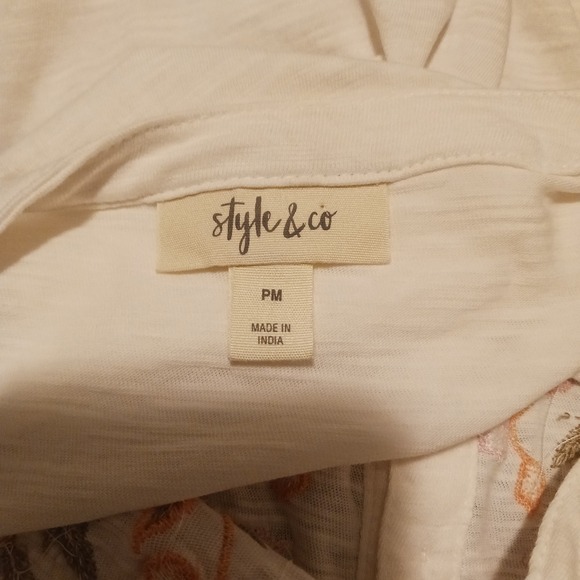 style & co
PM
MADE IN
INDIA